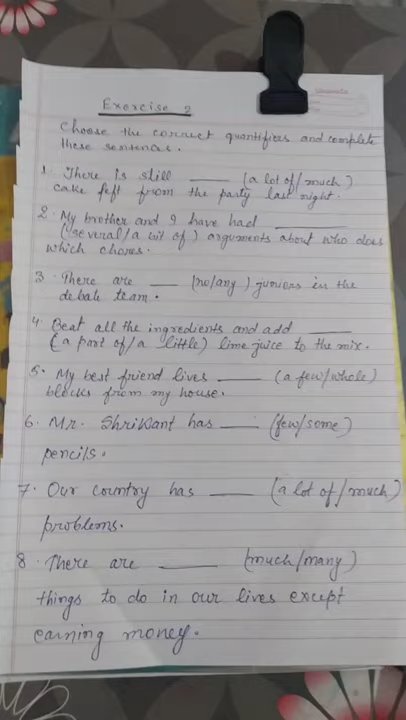 Exercise 2
Choose the correct quantifires and complete
these sentences.
1. There is still ____ (a lot of/much)
cake left from the party last night.
2. My brother and I have had ____
(several/a bit of) arguments about who does
which chores.
3. There are ____ (no/any) juniors in the
debate team.
4. Beat all the ingredients and add ____
(a part of/a little) lime juice to the mix.
5. My best friend lives ____ (a few/whole)
blocks from my house.
6. Mr. Shrikant has ____ (few/some)
pencils.
7. Our country has ____ (a lot of/much)
problems.
8. There are ____ (much/many)
things to do in our lives except
earning money.